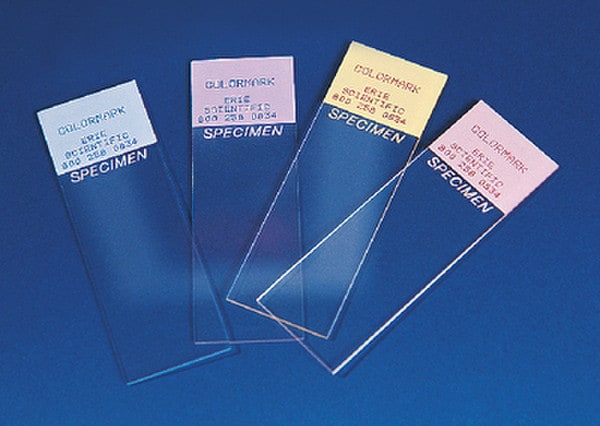 COLORMARK
ERIE
SCIENTIFIC
800 258 0834
SPECIMEN
COLORMARK
ERIE
SCIENTIFIC
800 258 0834
SPECIMEN
COLORMARK
ERIE
SCIENTIFIC
800 258 0834
SPECIMEN
COLORMARK
ERIE
SCIENTIFIC
800 258 0834
SPECIMEN